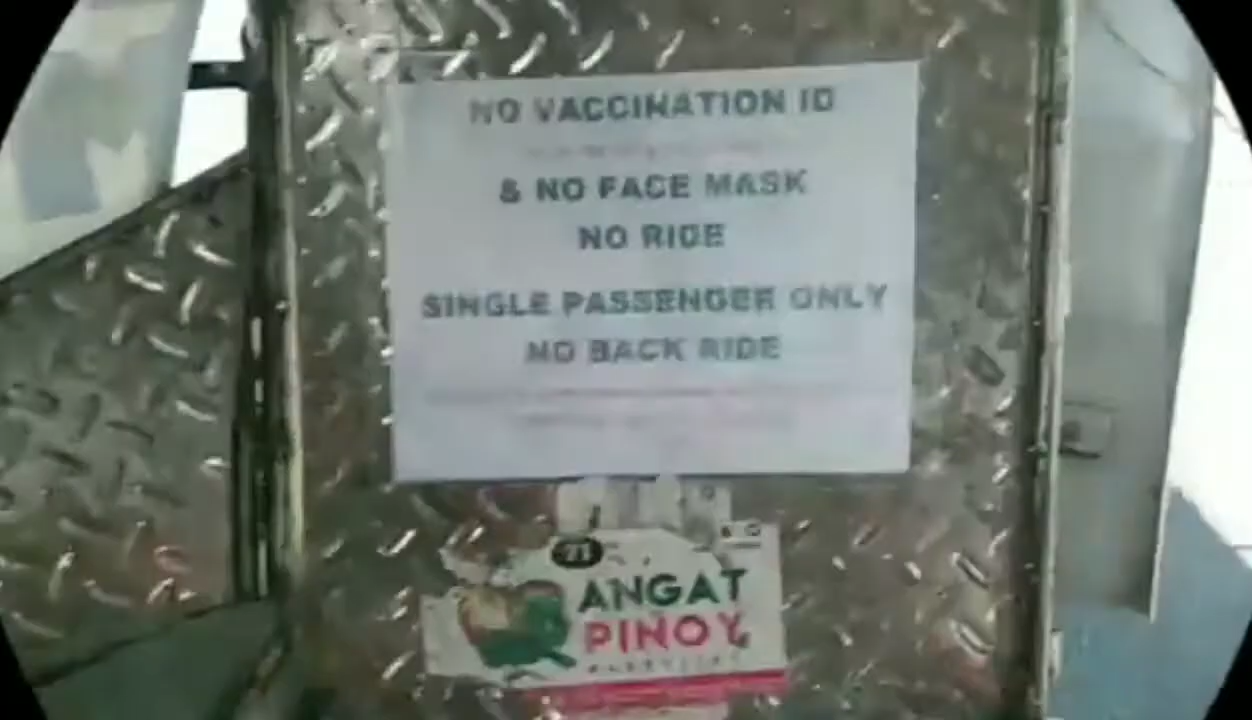 NO VACCINATION ID
& NO FACE MASK
NO RIDE
SINGLE PASSENGER ONLY
NO BACK RIDE
ANGAT
PINOY